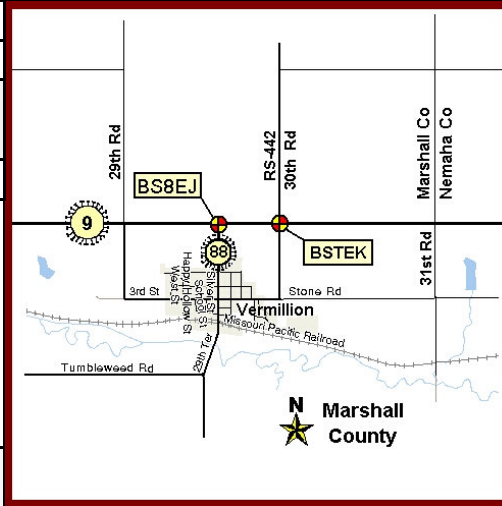 29th Rd
RS-442
30th Rd
Marshall Co
Nemaha Co
BS8EJ
9
88
BSTEK
31st Rd
3rd St
Happy Hollow St
West St
School St
Silver St
Stone Rd
Vermillion
Missouri Pacific Railroad
29th Ter
Tumbleweed Rd
N
Marshall
County